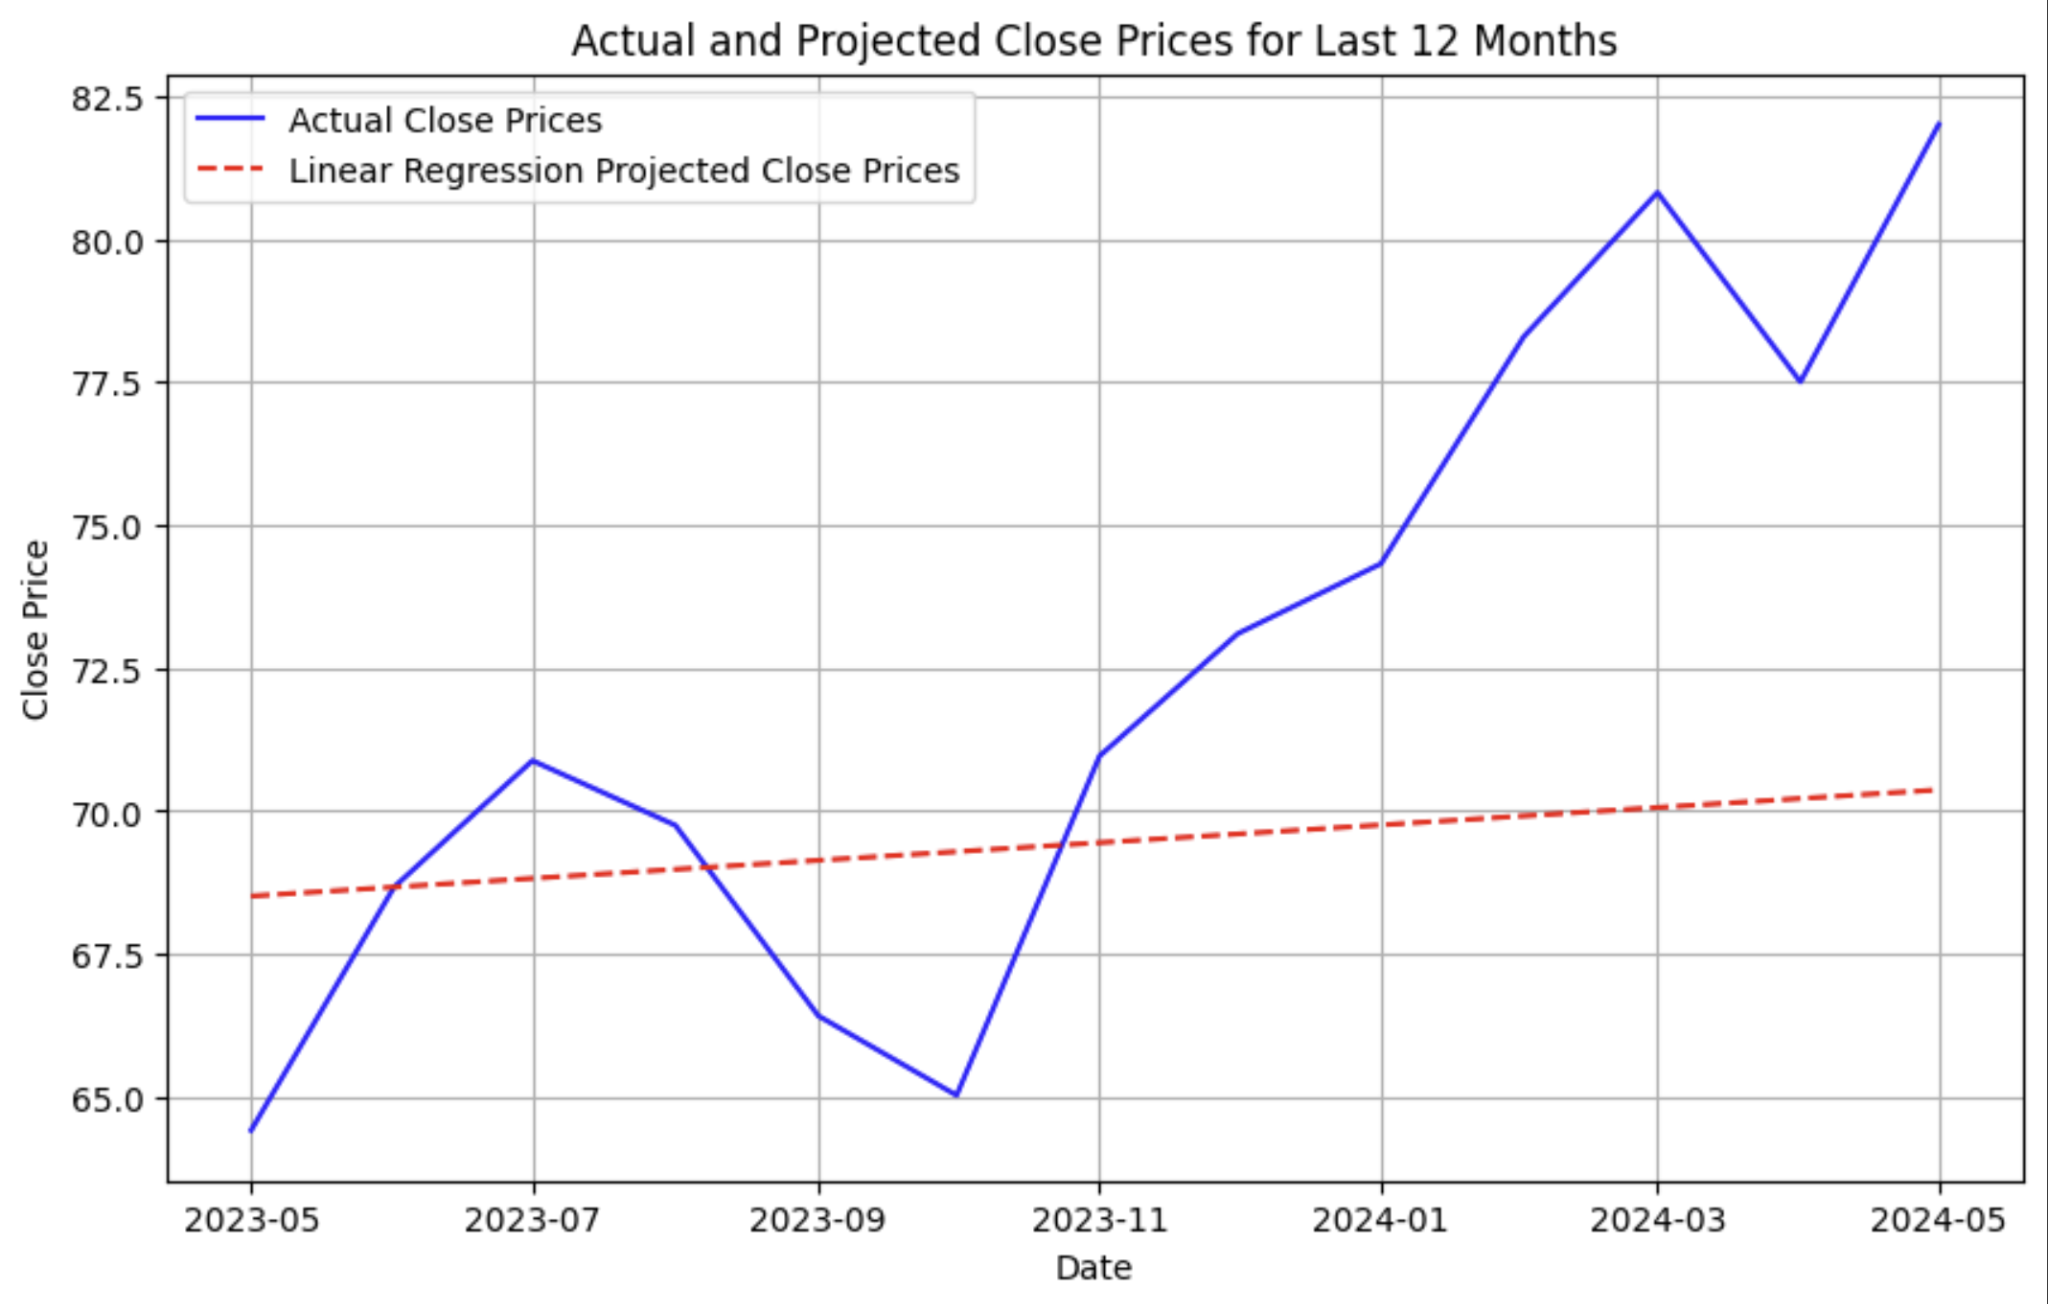 Actual and Projected Close Prices for Last 12 Months
Actual Close Prices
Linear Regression Projected Close Prices
82.5
80.0
77.5
75.0
72.5
70.0
67.5
65.0
Close Price
2023-05 2023-07 2023-09 2023-11 2024-01 2024-03 2024-05
Date